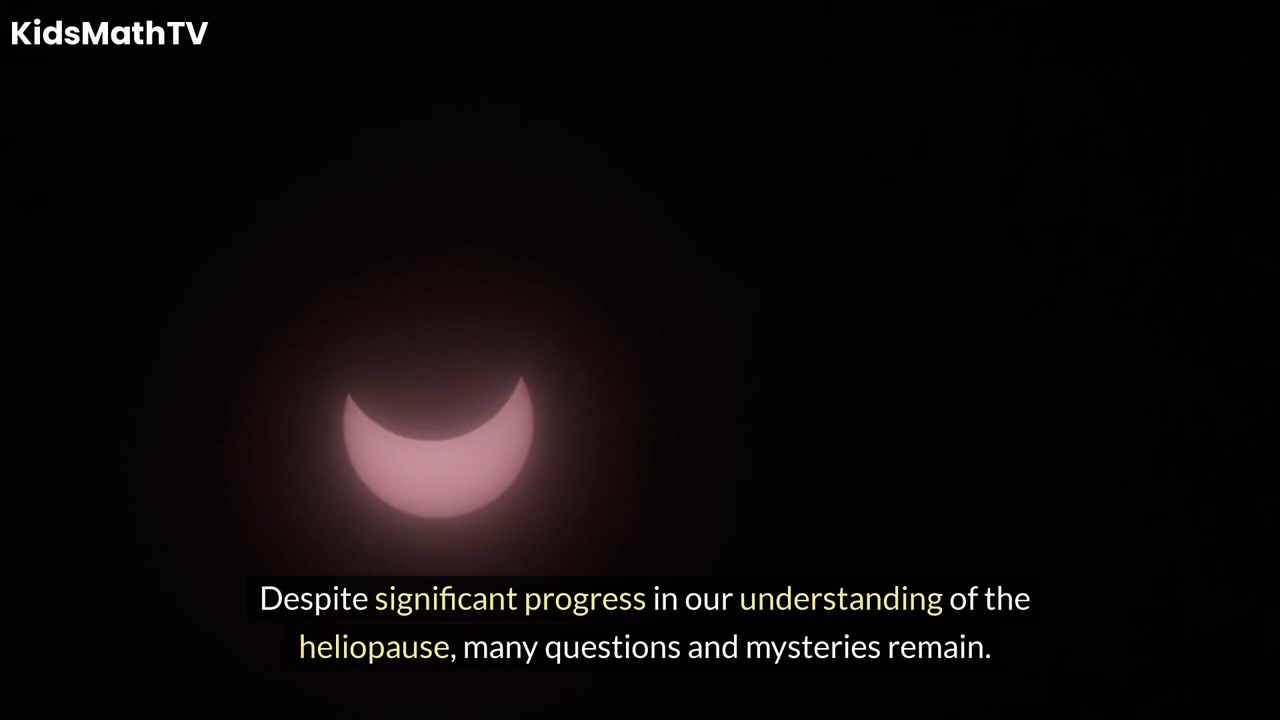 KidsMathTV
Despite significant progress in our understanding of the
heliopause, many questions and mysteries remain.